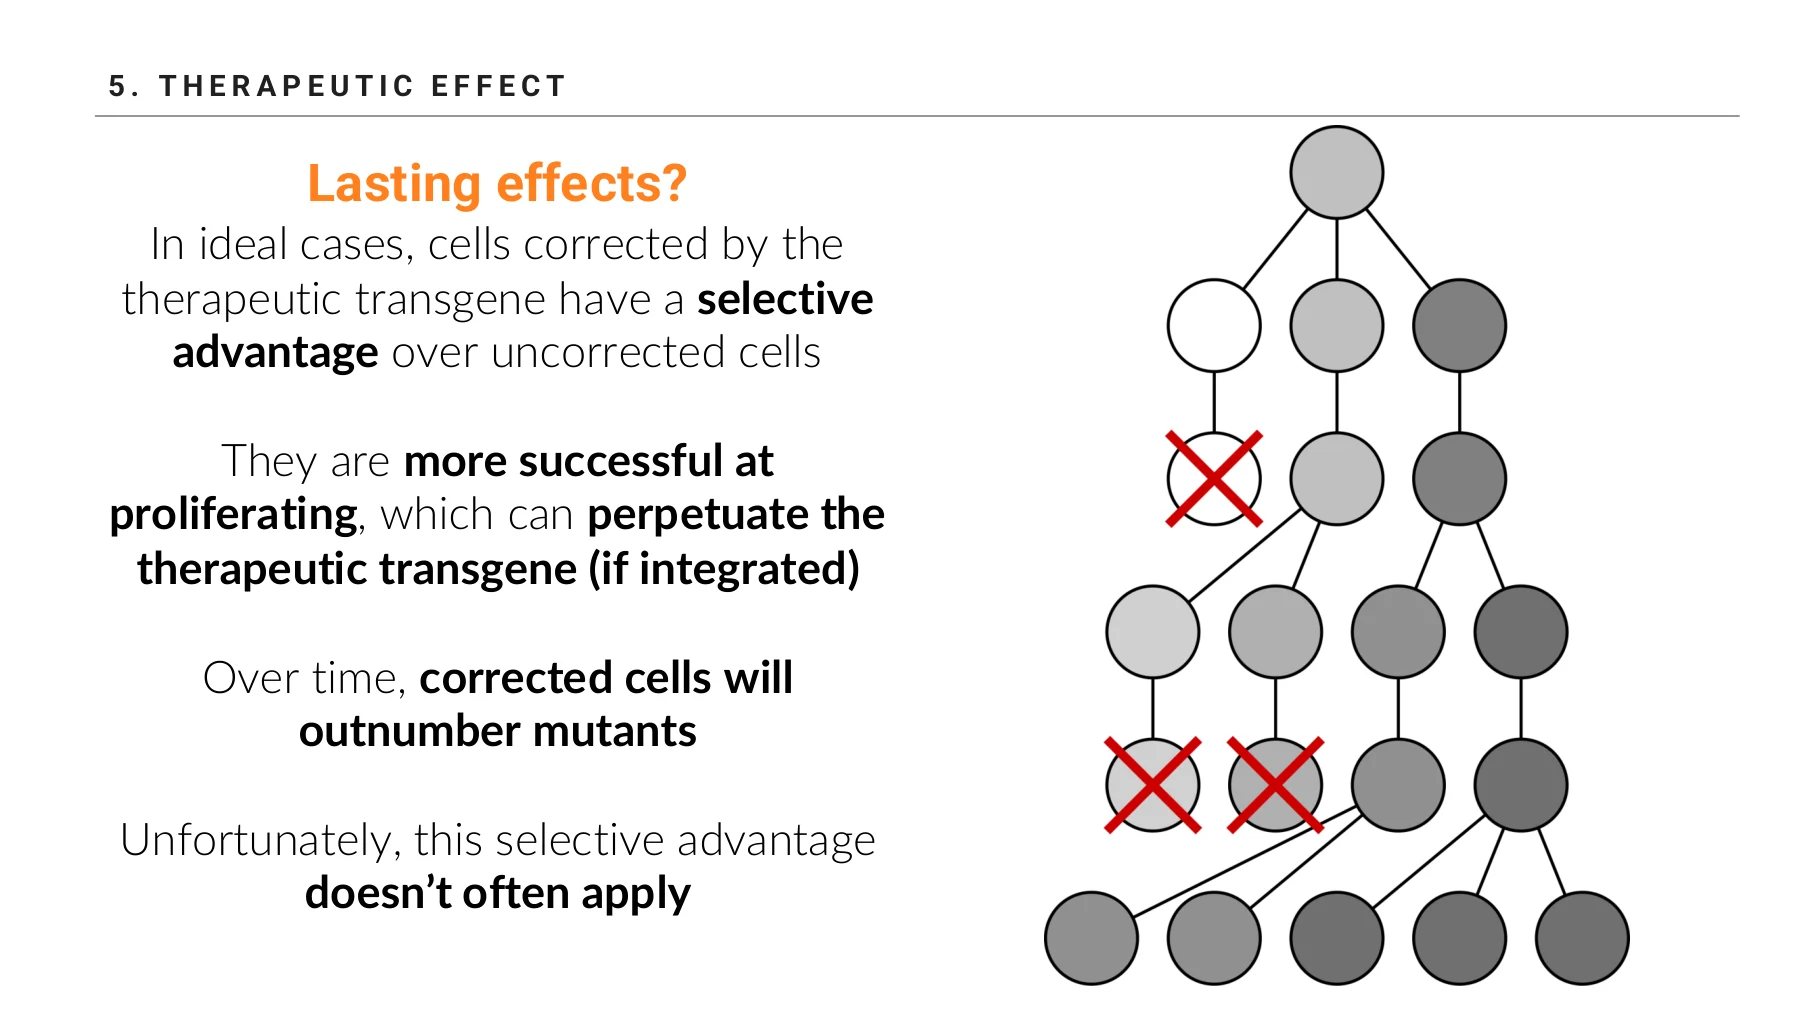 5. THERAPEUTIC EFFECT
Lasting effects?
In ideal cases, cells corrected by the
therapeutic transgene have a selective
advantage over uncorrected cells
They are more successful at
proliferating, which can perpetuate the
therapeutic transgene (if integrated)
Over time, corrected cells will
outnumber mutants
Unfortunately, this selective advantage
doesn’t often apply